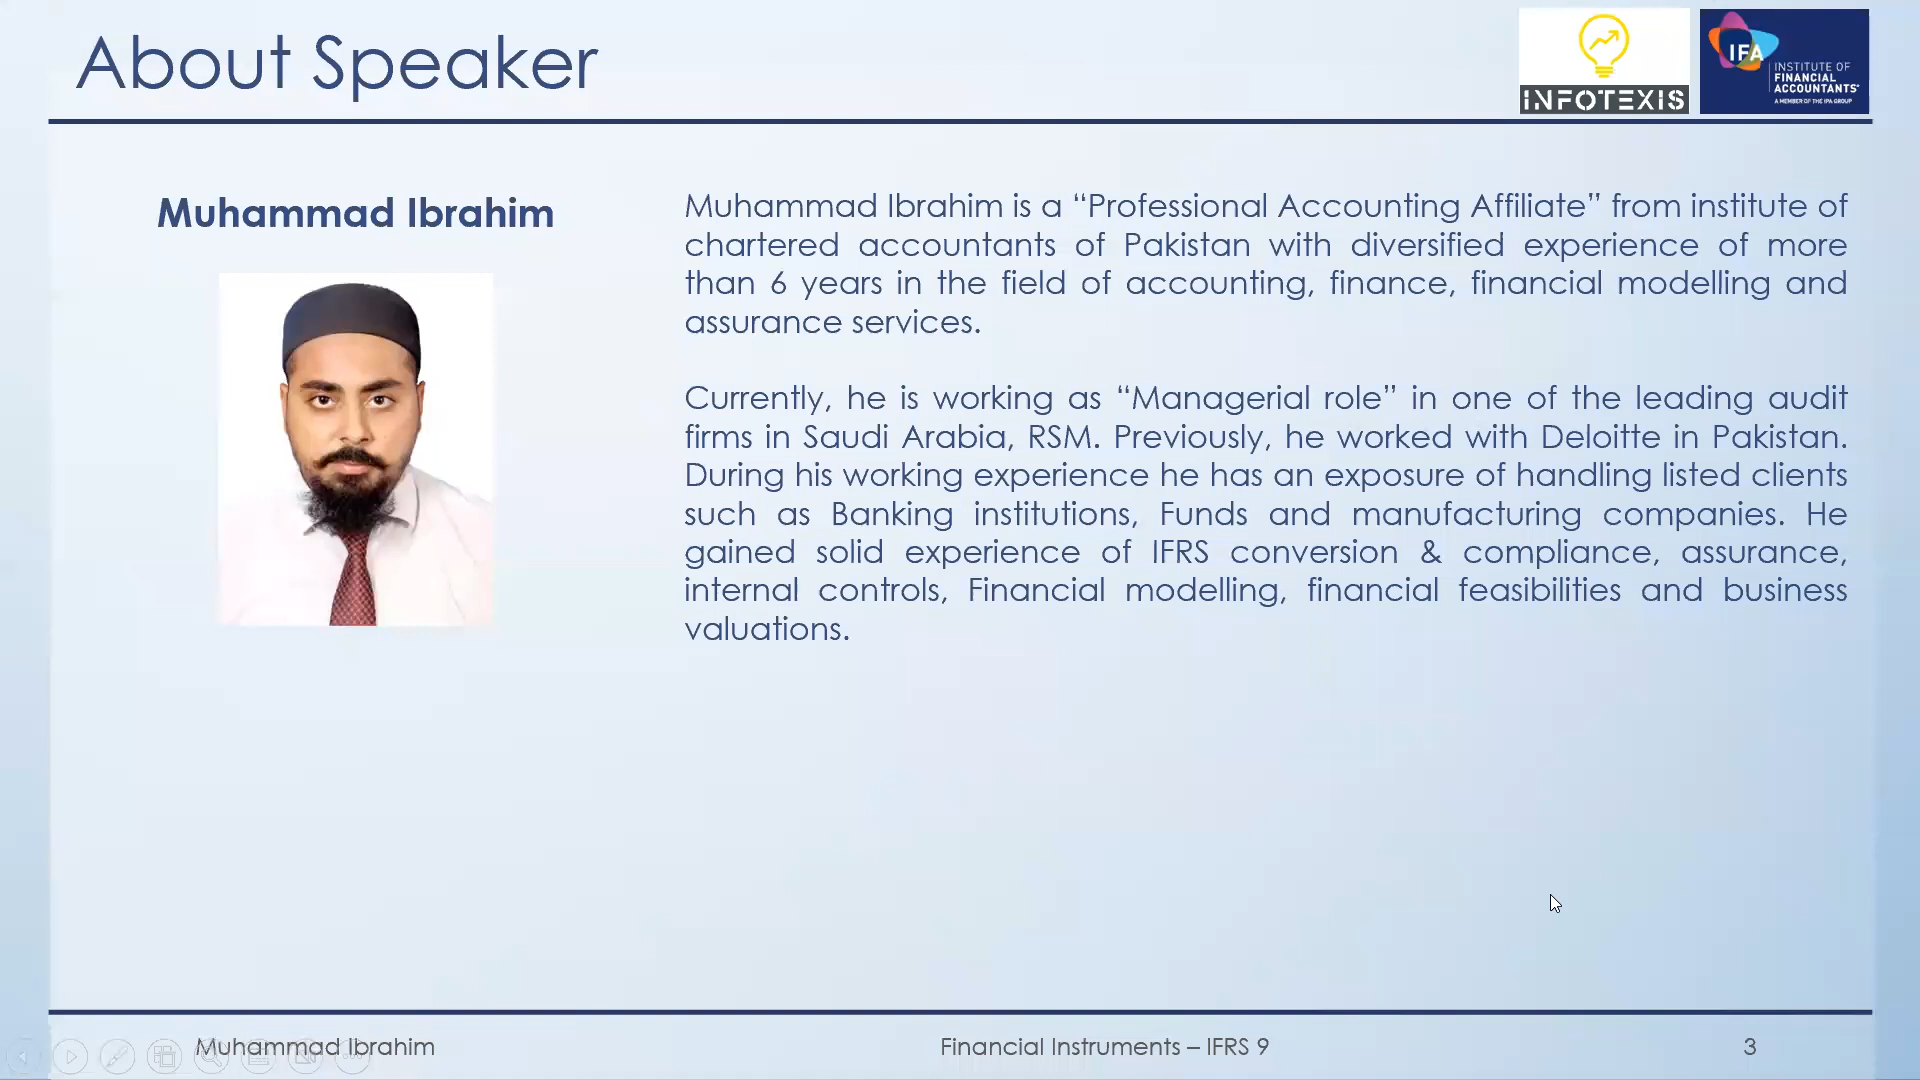 About Speaker
INFOTEXIS
IFA
INSTITUTE OF
FINANCIAL
ACCOUNTANTS
A MEMBER OF THE IPA GROUP
Muhammad Ibrahim
Muhammad Ibrahim is a “Professional Accounting Affiliate” from institute of
chartered accountants of Pakistan with diversified experience of more
than 6 years in the field of accounting, finance, financial modelling and
assurance services.
Currently, he is working as “Managerial role” in one of the leading audit
firms in Saudi Arabia, RSM. Previously, he worked with Deloitte in Pakistan.
During his working experience he has an exposure of handling listed clients
such as Banking institutions, Funds and manufacturing companies. He
gained solid experience of IFRS conversion & compliance, assurance,
internal controls, Financial modelling, financial feasibilities and business
valuations.
Muhammad Ibrahim
Financial Instruments – IFRS 9
3